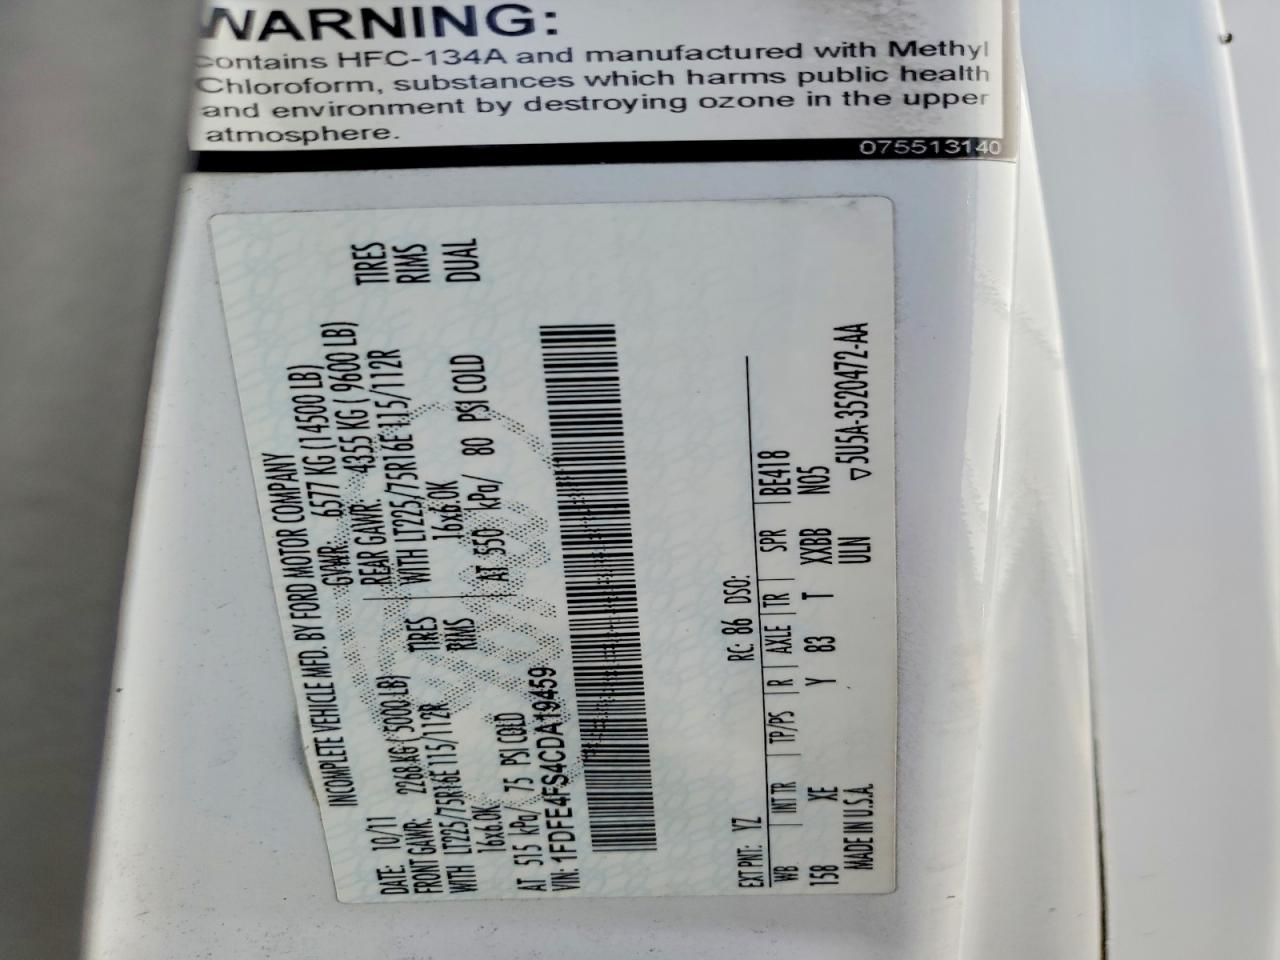 WARNING:
contains HFC-134A and manufactured with Methyl
Chloroform, substances which harms public health
and environment by destroying ozone in the upper
atmosphere.
075513140
INCOMPLETE VEHICLE MFD. BY FORD MOTOR COMPANY
DATE: 10/11 GVWR: 6577 KG (14500 LB)
FRONT GAWR: 2268 KG (5000 LB) REAR GAWR: 4355 KG (9600 LB)
WITH LT225/75R16E 115/112R TIRES WITH LT225/75R16E 115/112R TIRES
16x6.0K RIMS 16x6.0K RIMS
AT 515 kPa/ 75 PSI COLD AT 550 kPa/ 80 PSI COLD DUAL
VIN: 1FDFE4FS4CDA19459
EXT PNT: YZ RC: 86 DSO:
WB INT TR TP/PS R AXLE TR SPR BE418
158 XE Y 83 T XXBB N05
MADE IN U.S.A. ULN ▽5U5A-3520472-AA